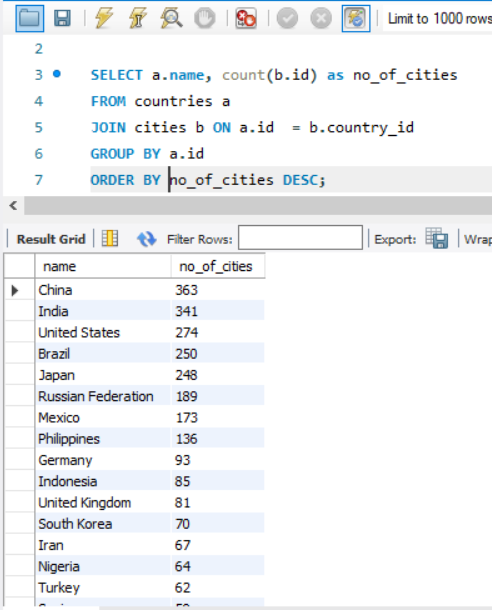 Limit to 1000 rows
2
3 SELECT a.name, count(b.id) as no_of_cities
4 FROM countries a
5 JOIN cities b ON a.id = b.country_id
6 GROUP BY a.id
7 ORDER BY no_of_cities DESC;
Result Grid Filter Rows: Export:
name no_of_cities
China 363
India 341
United States 274
Brazil 250
Japan 248
Russian Federation 189
Mexico 173
Philippines 136
Germany 93
Indonesia 85
United Kingdom 81
South Korea 70
Iran 67
Nigeria 64
Turkey 62